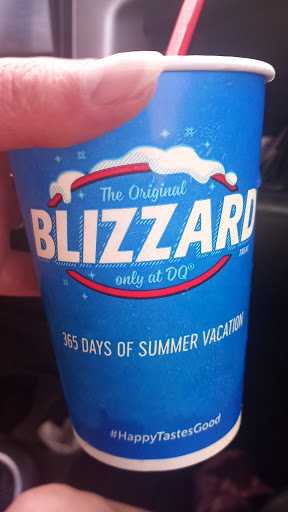 The Original
BLIZZARD
TREAT
only at DQ®
365 DAYS OF SUMMER VACATION
#HappyTastesGood